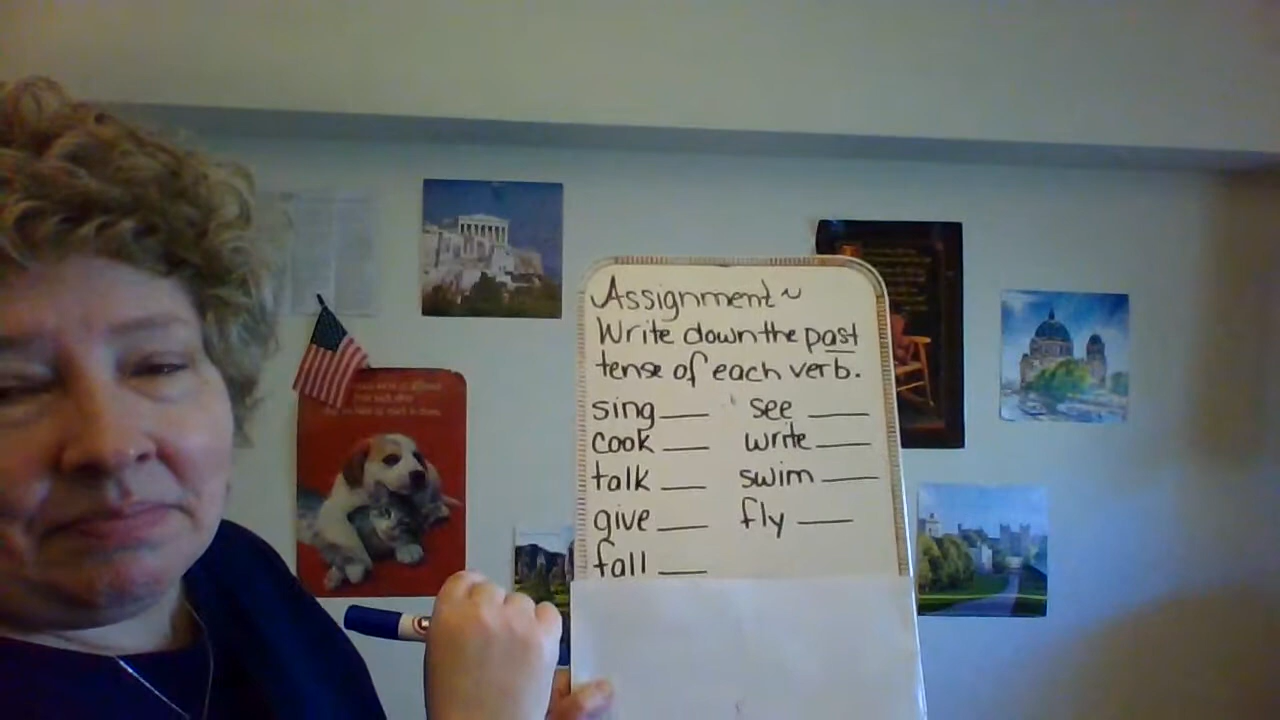 Assignment ~
Write down the past
tense of each verb.
sing ___ see ___
cook ___ write ___
talk ___ swim ___
give ___ fly ___
fall ___